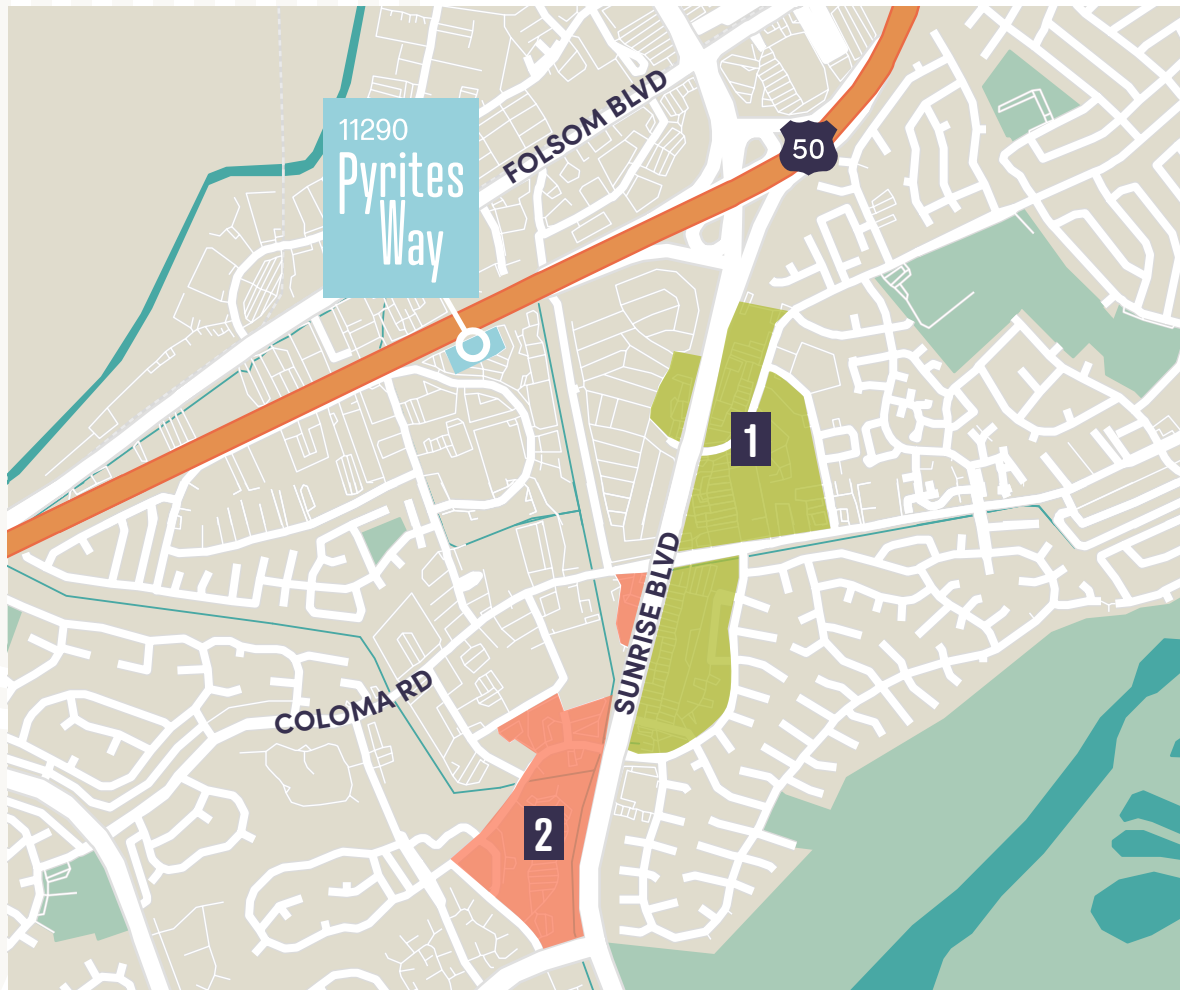 FOLSOM BLVD
50
11290
Pyrites
Way
1
SUNRISE BLVD
COLOMA RD
2